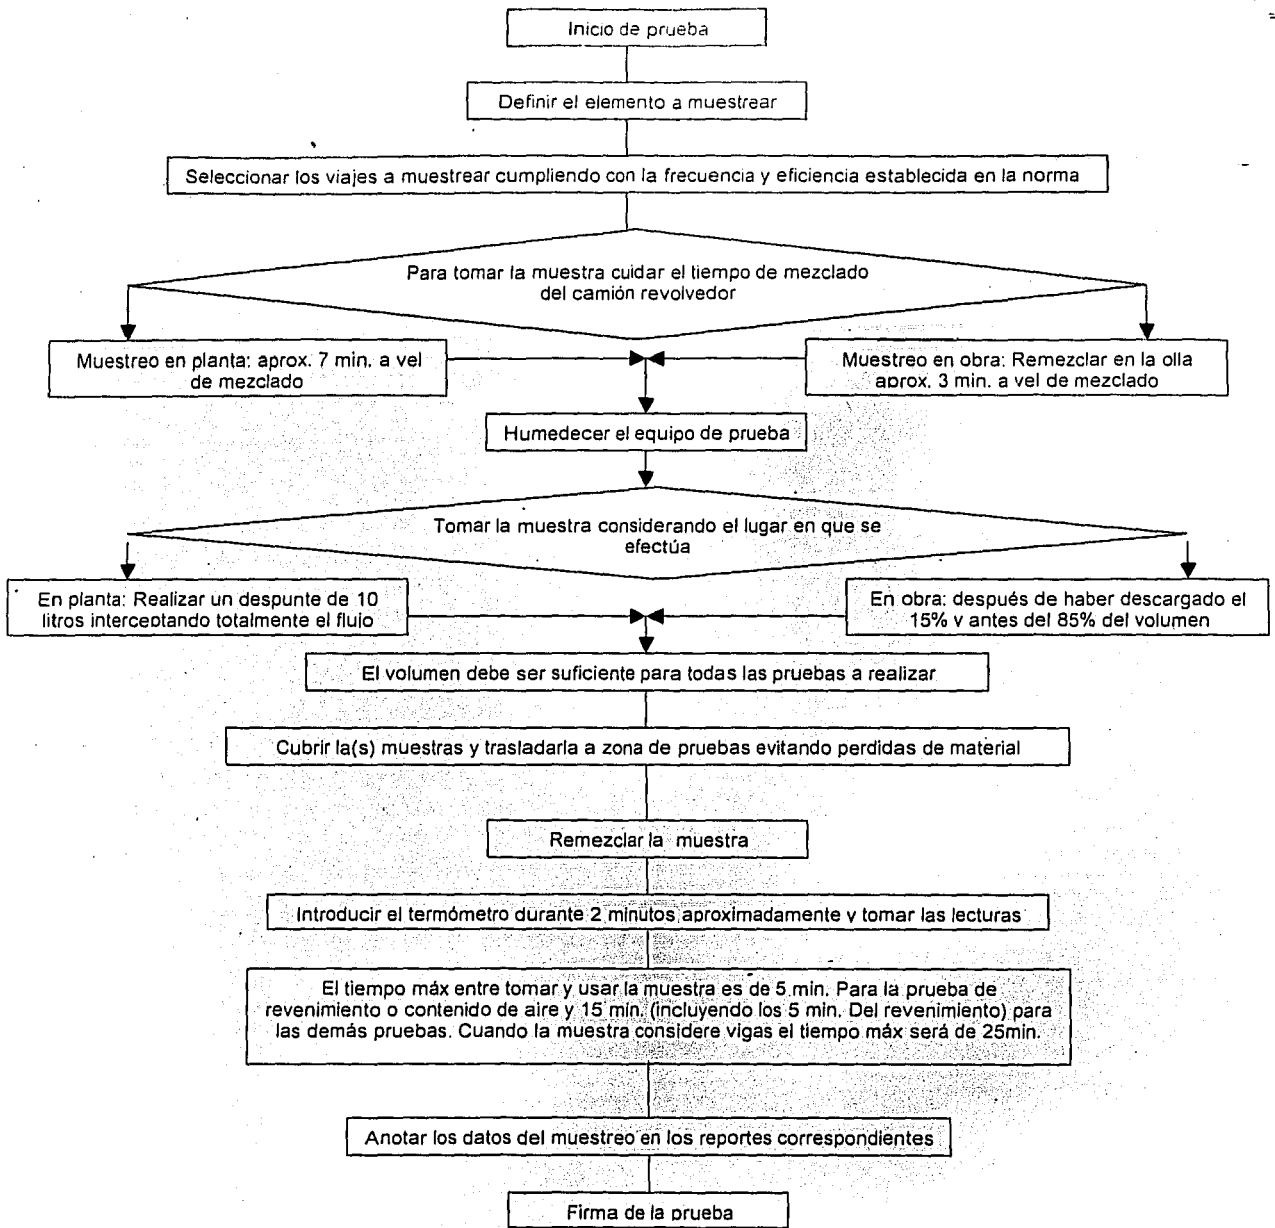 Inicio de prueba
Definir el elemento a muestrear
Seleccionar los viajes a muestrear cumpliendo con la frecuencia y eficiencia establecida en la norma
Para tomar la muestra cuidar el tiempo de mezclado
del camión revolvedor
Muestreo en planta: aprox. 7 min. a vel
de mezclado
Muestreo en obra: Remezclar en la olla
aprox. 3 min. a vel de mezclado
Humedecer el equipo de prueba
Tomar la muestra considerando el lugar en que se
efectúa
En planta: Realizar un despunte de 10
litros interceptando totalmente el flujo
En obra: después de haber descargado el
15% y antes del 85% del volumen
El volumen debe ser suficiente para todas las pruebas a realizar
Cubrir la(s) muestras y trasladarla a zona de pruebas evitando perdidas de material
Remezclar la muestra
Introducir el termómetro durante 2 minutos aproximadamente y tomar las lecturas
El tiempo máx entre tomar y usar la muestra es de 5 min. Para la prueba de
revenimiento o contenido de aire y 15 min. (incluyendo los 5 min. Del revenimiento) para
las demás pruebas. Cuando la muestra considere vigas el tiempo máx será de 25min.
Anotar los datos del muestreo en los reportes correspondientes
Firma de la prueba